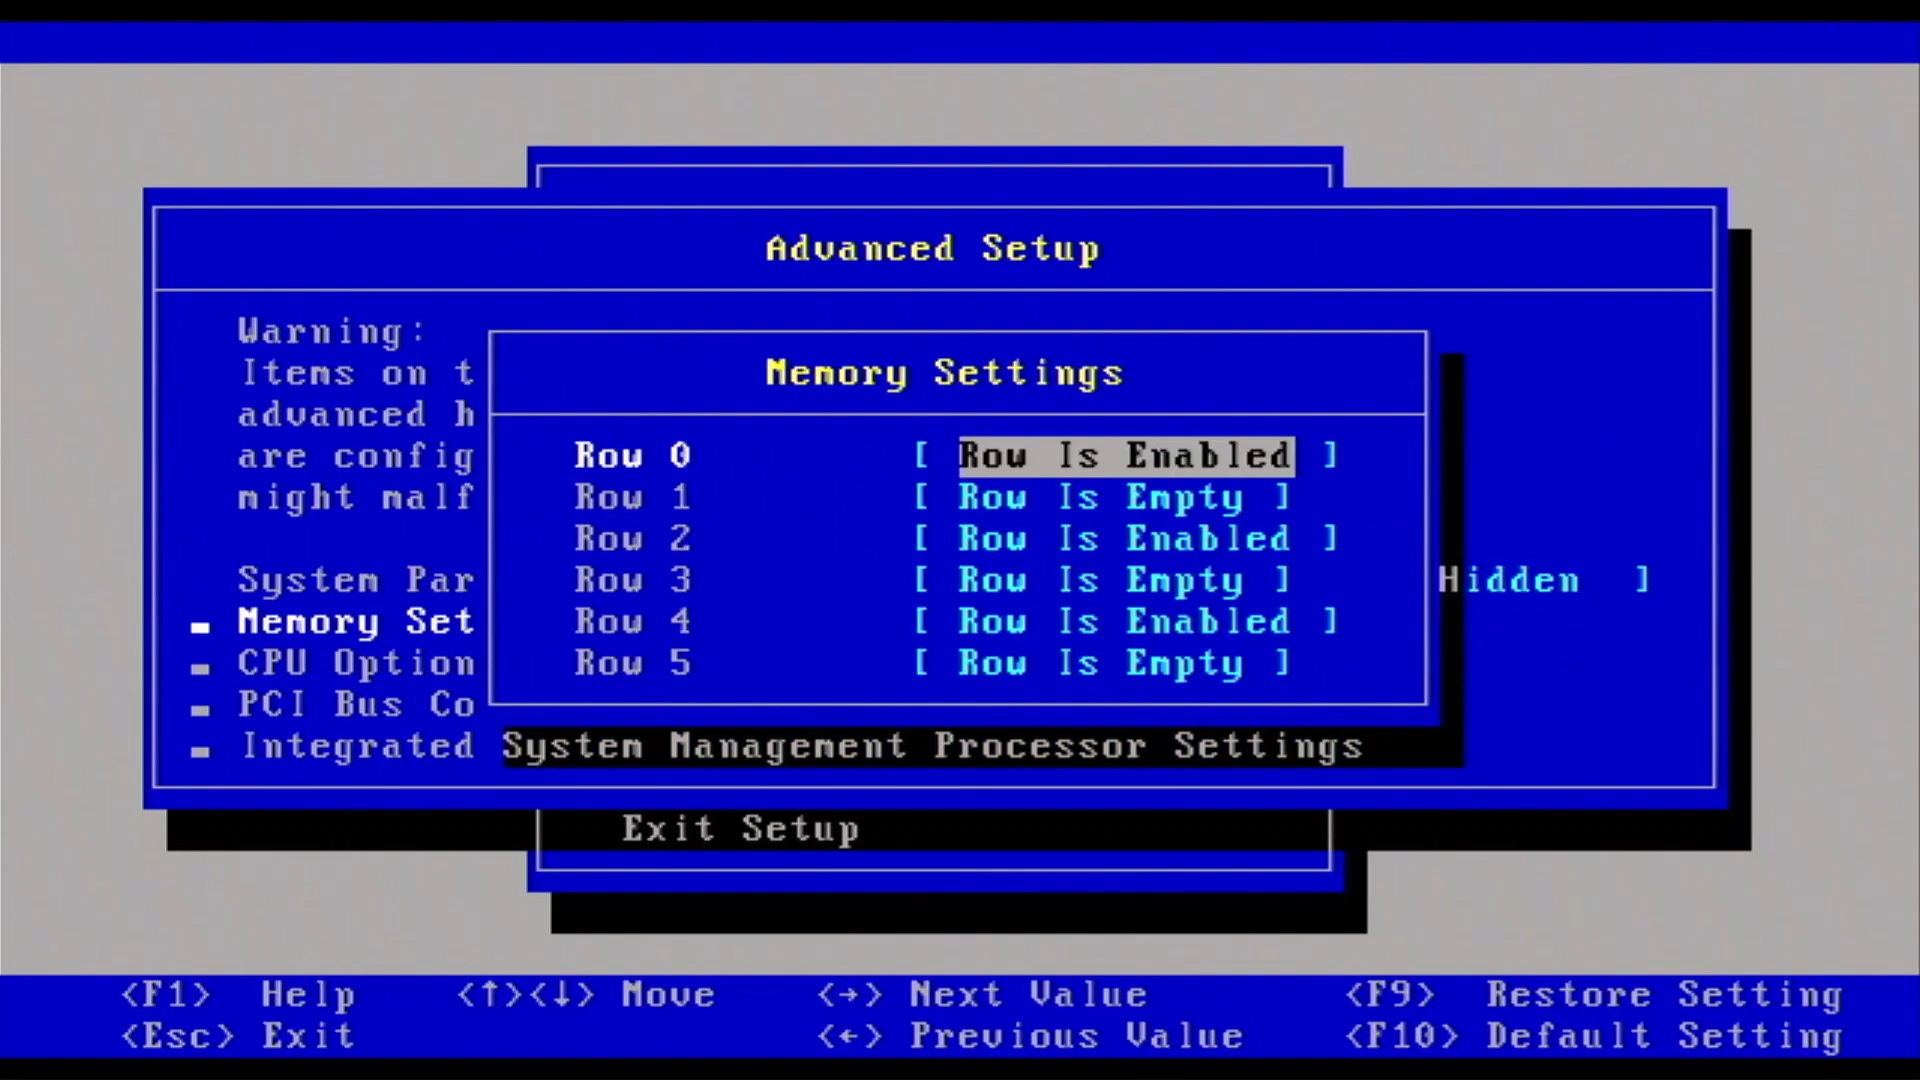 Advanced Setup
Warning:
Items on t
advanced h
are config
might malf
System Par
Memory Set
CPU Option
PCI Bus Co
Integrated System Management Processor Settings
Hidden ]
Memory Settings
Row 0 [ Row Is Enabled ]
Row 1 [ Row Is Empty ]
Row 2 [ Row Is Enabled ]
Row 3 [ Row Is Empty ]
Row 4 [ Row Is Enabled ]
Row 5 [ Row Is Empty ]
Exit Setup
<F1> Help <↑><↓> Move <→> Next Value <F9> Restore Setting
<Esc> Exit <←> Previous Value <F10> Default Setting